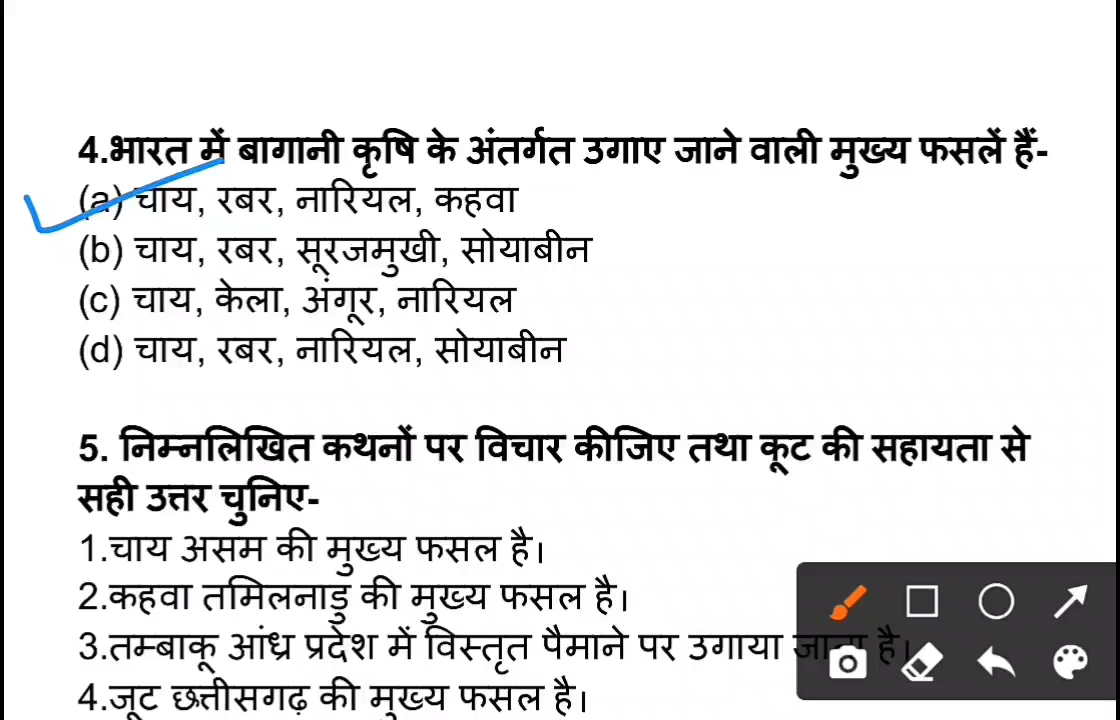 4.भारत में बागानी कृषि के अंतर्गत उगाए जाने वाली मुख्य फसलें हैं-
(a) चाय, रबर, नारियल, कहवा
(b) चाय, रबर, सूरजमुखी, सोयाबीन
(c) चाय, केला, अंगूर, नारियल
(d) चाय, रबर, नारियल, सोयाबीन
5. निम्नलिखित कथनों पर विचार कीजिए तथा कूट की सहायता से
सही उत्तर चुनिए-
1.चाय असम की मुख्य फसल है।
2.कहवा तमिलनाडु की मुख्य फसल है।
3.तम्बाकू आंध्र प्रदेश में विस्तृत पैमाने पर उगाया जाता है।
4.जूट छत्तीसगढ़ की मुख्य फसल है।